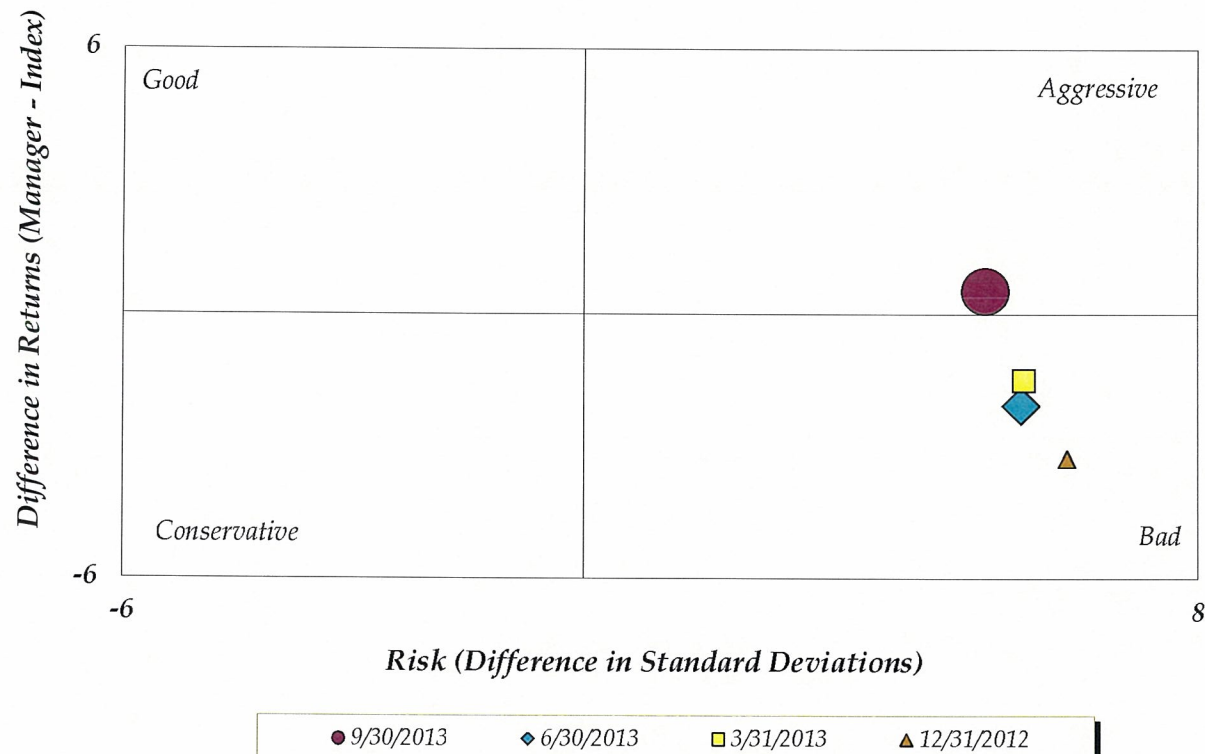 Difference in Returns (Manager - Index)
6
Good
Aggressive
Conservative
Bad
-6
-6
8
Risk (Difference in Standard Deviations)
9/30/2013 6/30/2013 3/31/2013 12/31/2012